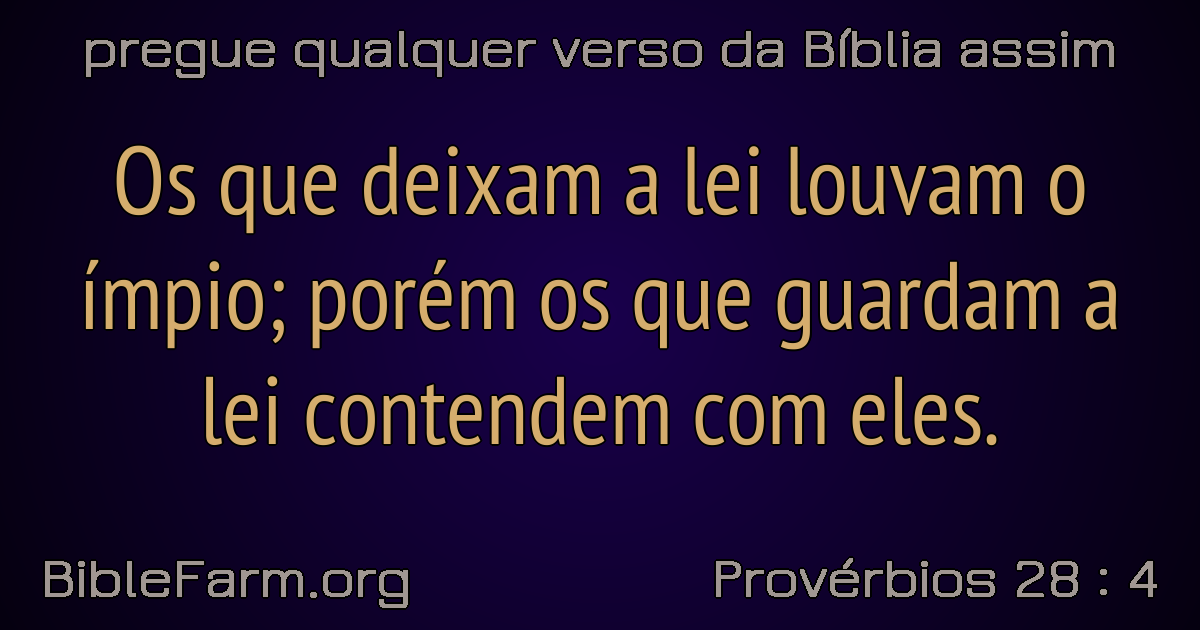 pregue qualquer verso da Bíblia assim
Os que deixam a lei louvam o
ímpio; porém os que guardam a
lei contendem com eles.
BibleFarm.org
Provérbios 28 : 4